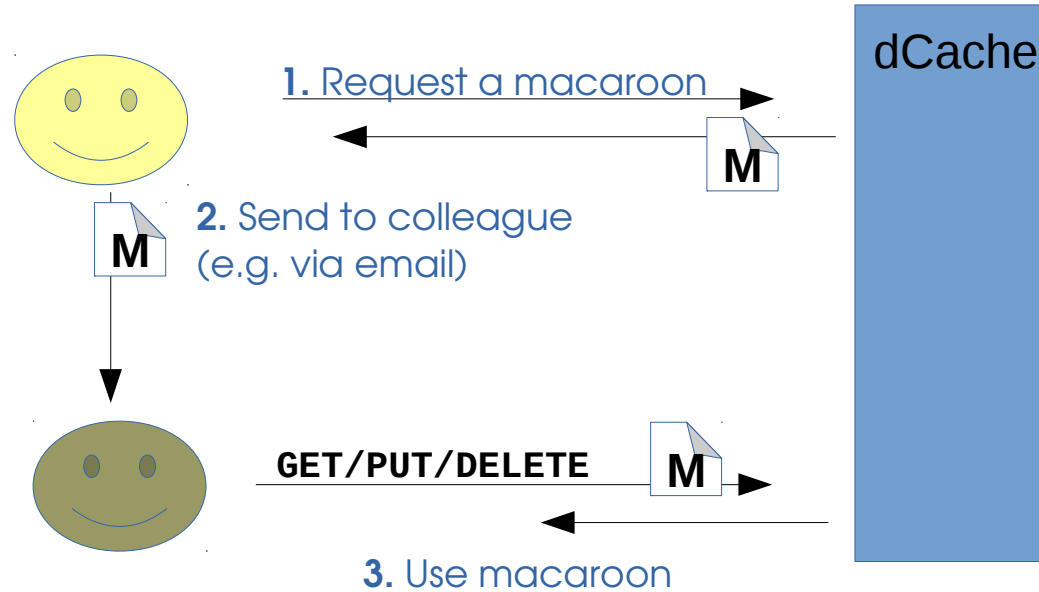 dCache
1. Request a macaroon
M
2. Send to colleague
(e.g. via email)
M
GET/PUT/DELETE
M
3. Use macaroon